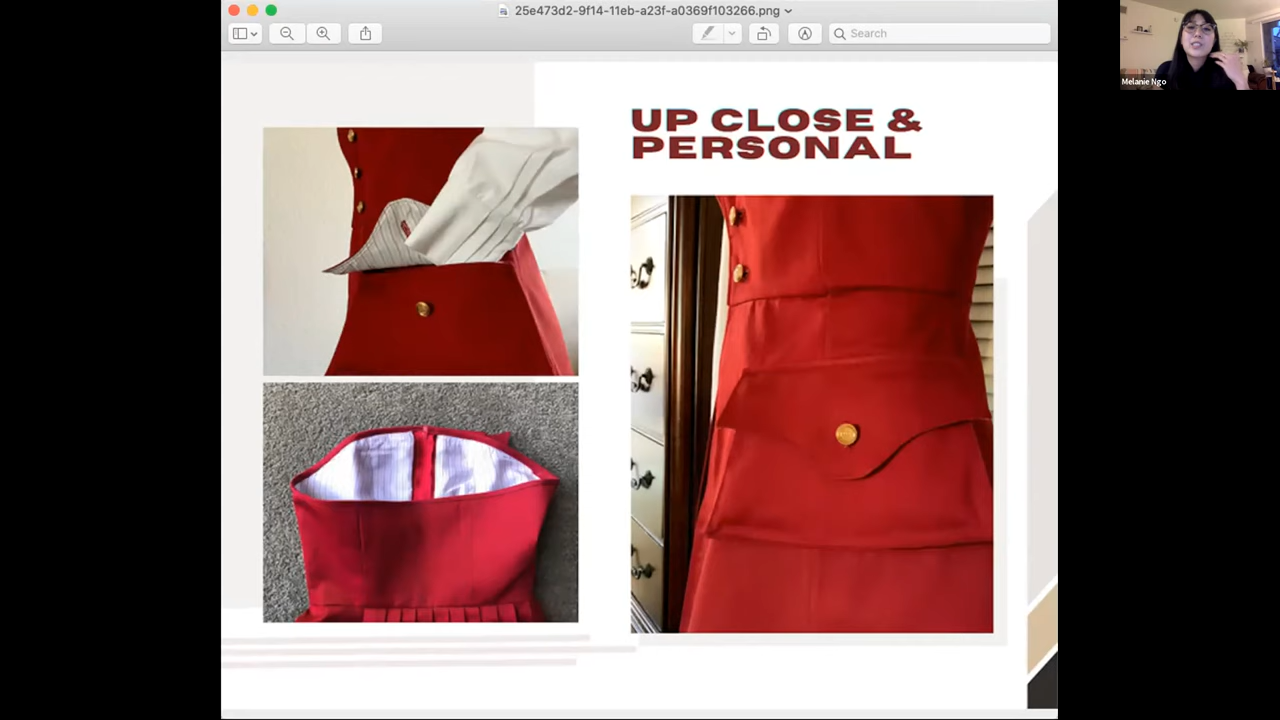 25e473d2-9f14-11eb-a23f-a0369f103266.png
Search
Melanie Ngo
UP CLOSE &
PERSONAL